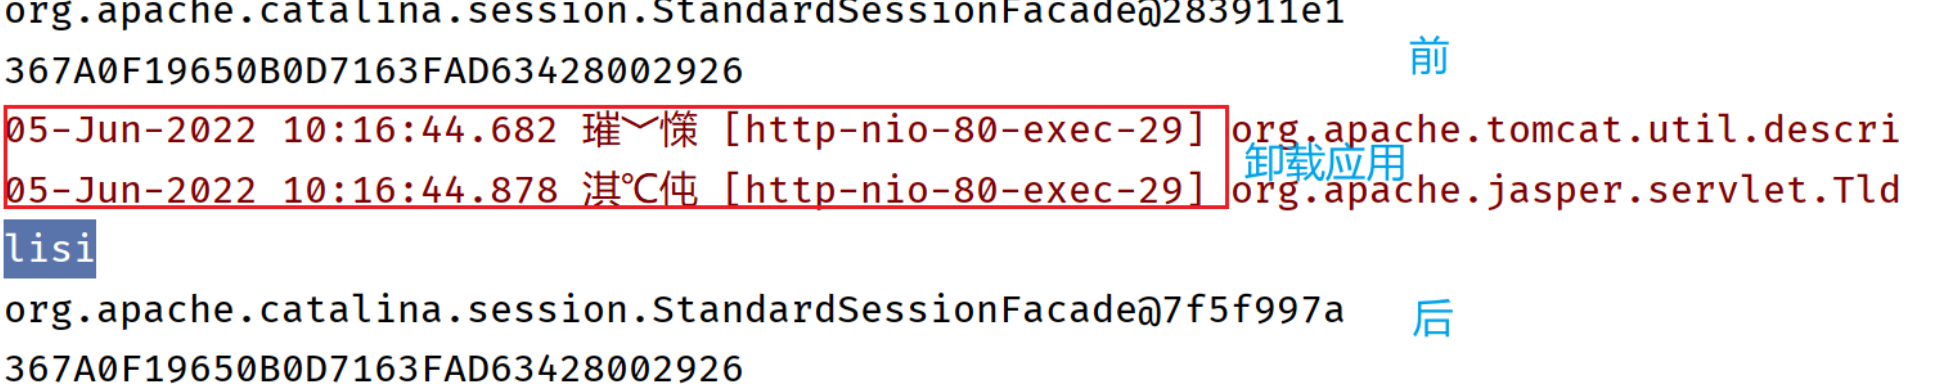 org.apache.catalina.session.StandardSessionFacade@283911e1
前
367A0F19650B0D7163FAD63428002926
05-Jun-2022 10:16:44.682 璀﹀憡 [http-nio-80-exec-29] org.apache.tomcat.util.descri
卸载应用
05-Jun-2022 10:16:44.878 淇℃伅 [http-nio-80-exec-29] org.apache.jasper.servlet.Tld
lisi
org.apache.catalina.session.StandardSessionFacade@7f5f997a
后
367A0F19650B0D7163FAD63428002926